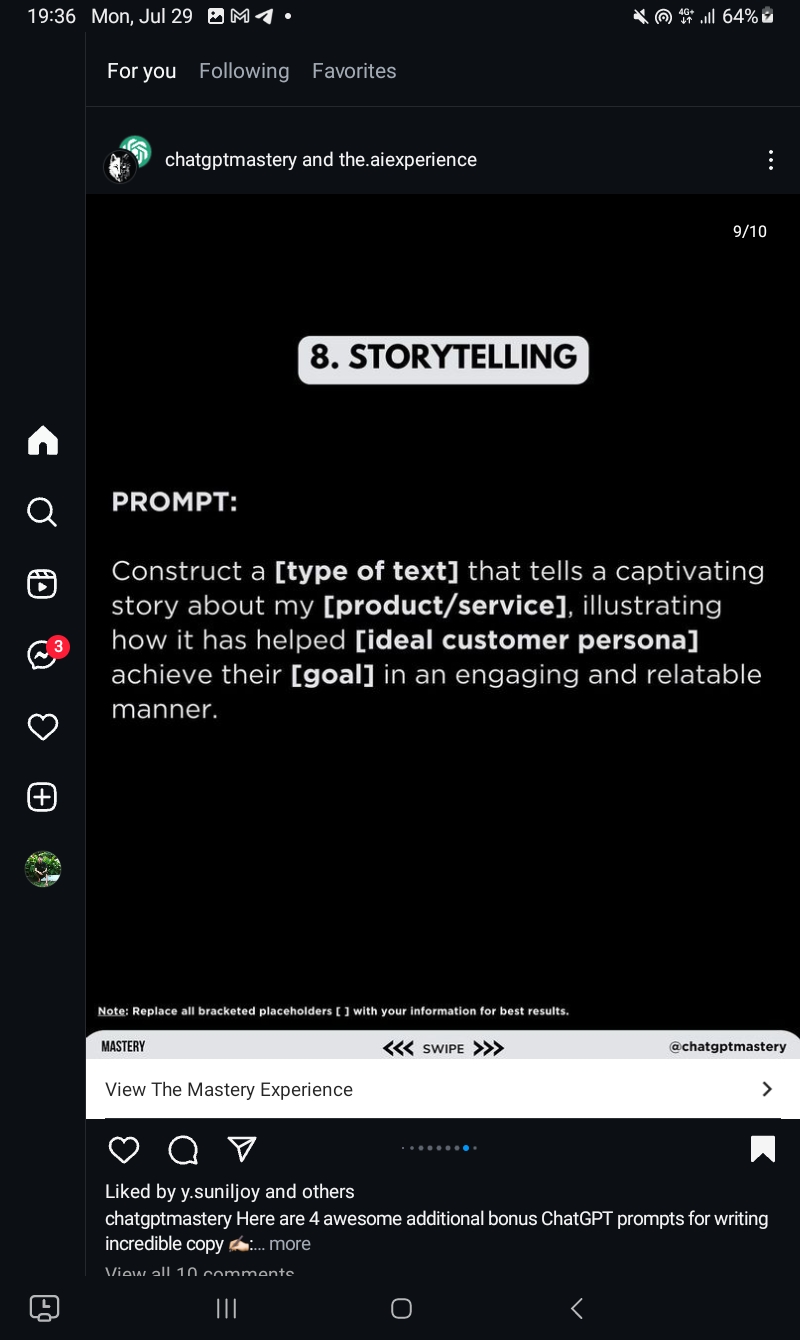 19:36 Mon, Jul 29 4G+ 64%
For you Following Favorites
chatgptmastery and the.aiexperience
9/10
8. STORYTELLING
PROMPT:
Construct a [type of text] that tells a captivating
story about my [product/service], illustrating
how it has helped [ideal customer persona]
achieve their [goal] in an engaging and relatable
manner.
3
Note: Replace all bracketed placeholders [ ] with your information for best results.
MASTERY <<< SWIPE >>> @chatgptmastery
View The Mastery Experience
Liked by y.suniljoy and others
chatgptmastery Here are 4 awesome additional bonus ChatGPT prompts for writing
incredible copy ✍🏻:... more
View all 10 comments